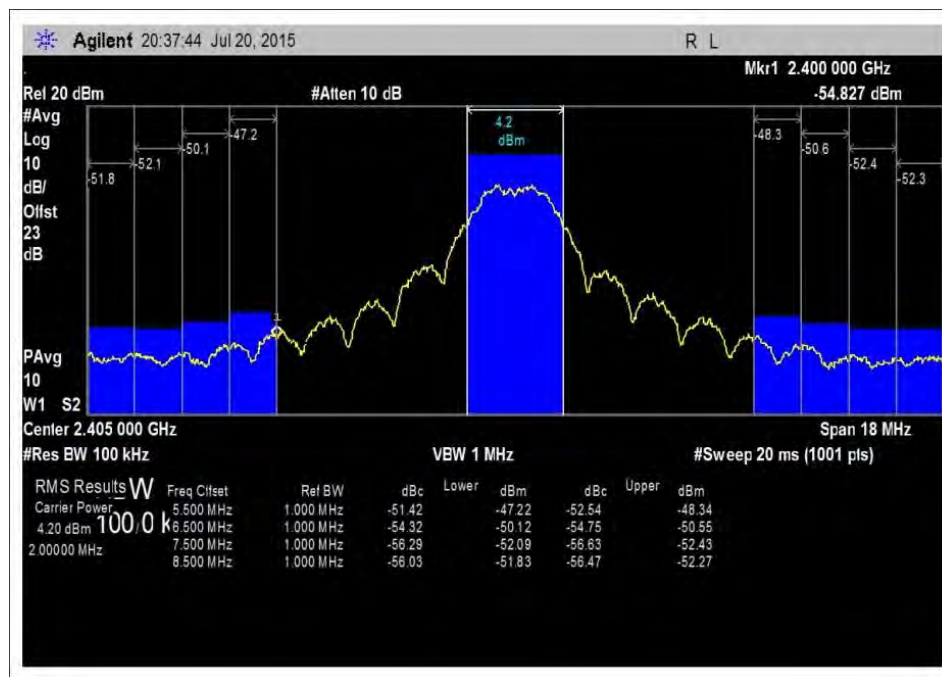 Agilent 20:37:44 Jul 20, 2015 R L
Mkr1 2.400 000 GHz
Ref 20 dBm #Atten 10 dB -54.827 dBm
#Avg
Log
10
dB/
Offst
23
dB
4.2
dBm
-51.8 -52.1 -50.1 -47.2
-48.3 -50.6 -52.4 -52.3
1
PAvg
10
W1 S2
Center 2.405 000 GHz Span 18 MHz
#Res BW 100 kHz VBW 1 MHz #Sweep 20 ms (1001 pts)
RMS Results Freq Offset Ref BW dBc Lower dBm dBc Upper dBm
Carrier Power 5.500 MHz 1.000 MHz -51.42 -47.22 -52.54 -48.34
4.20 dBm 6.500 MHz 1.000 MHz -54.32 -50.12 -54.75 -50.55
2.00000 MHz 7.500 MHz 1.000 MHz -56.29 -52.09 -56.63 -52.43
8.500 MHz 1.000 MHz -56.03 -51.83 -56.47 -52.27